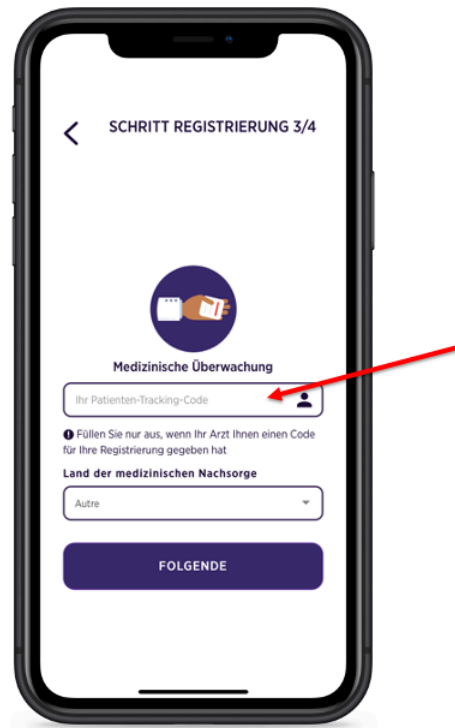 SCHRITT REGISTRIERUNG 3/4
Medizinische Überwachung
Ihr Patienten-Tracking-Code
Füllen Sie nur aus, wenn Ihr Arzt Ihnen einen Code
für Ihre Registrierung gegeben hat
Land der medizinischen Nachsorge
Autre
FOLGENDE